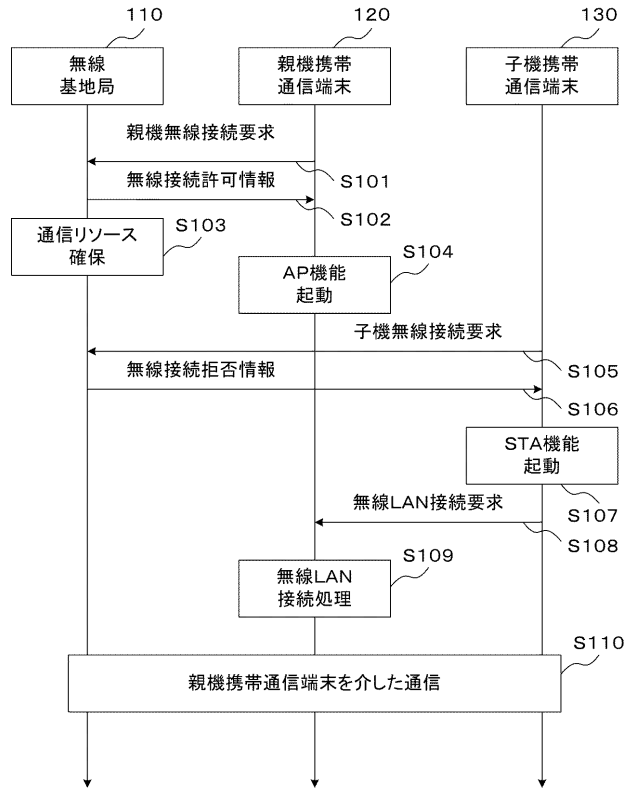 110
120
130
無線
基地局
親機携帯
通信端末
子機携帯
通信端末
親機無線接続要求
S101
無線接続許可情報
S102
通信リソース
確保
S103
AP機能
起動
S104
子機無線接続要求
S105
無線接続拒否情報
S106
STA機能
起動
S107
無線LAN接続要求
S108
無線LAN
接続処理
S109
S110
親機携帯通信端末を介した通信